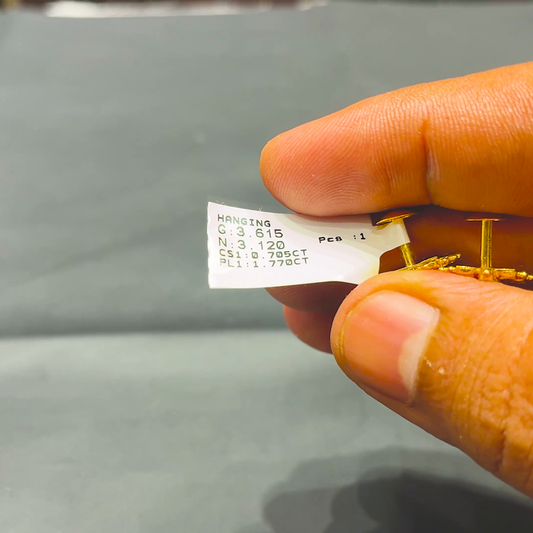 HANGING
G:3.615
N:3.120 Pcs :1
CS1:0.705CT
PL1:1.770CT